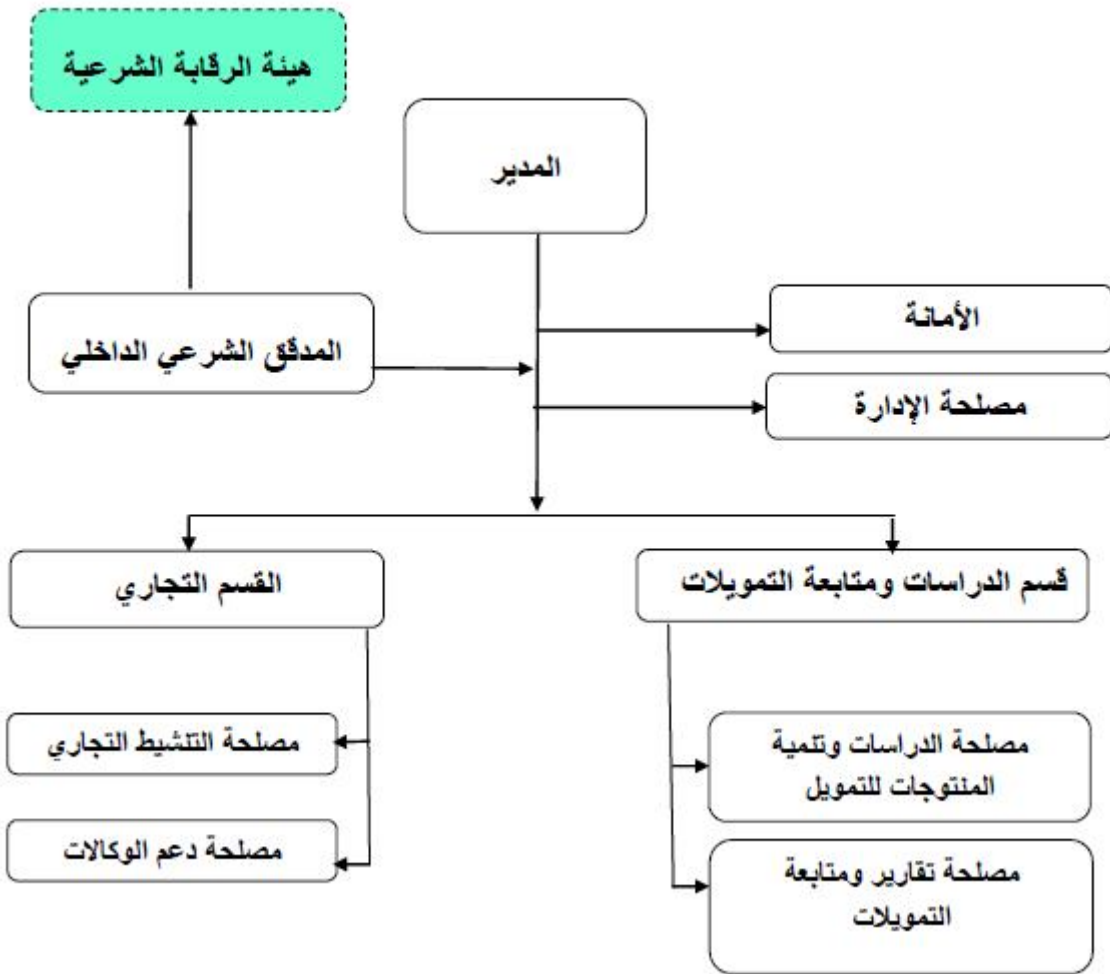 هيئة الرقابة الشرعية
المدير
الأمانة
المدقق الشرعي الداخلي
مصلحة الإدارة
قسم الدراسات ومتابعة التمويلات
القسم التجاري
مصلحة الدراسات وتنمية
المنتوجات للتمويل
مصلحة التنشيط التجاري
مصلحة تقارير ومتابعة
التمويلات
مصلحة دعم الوكالات